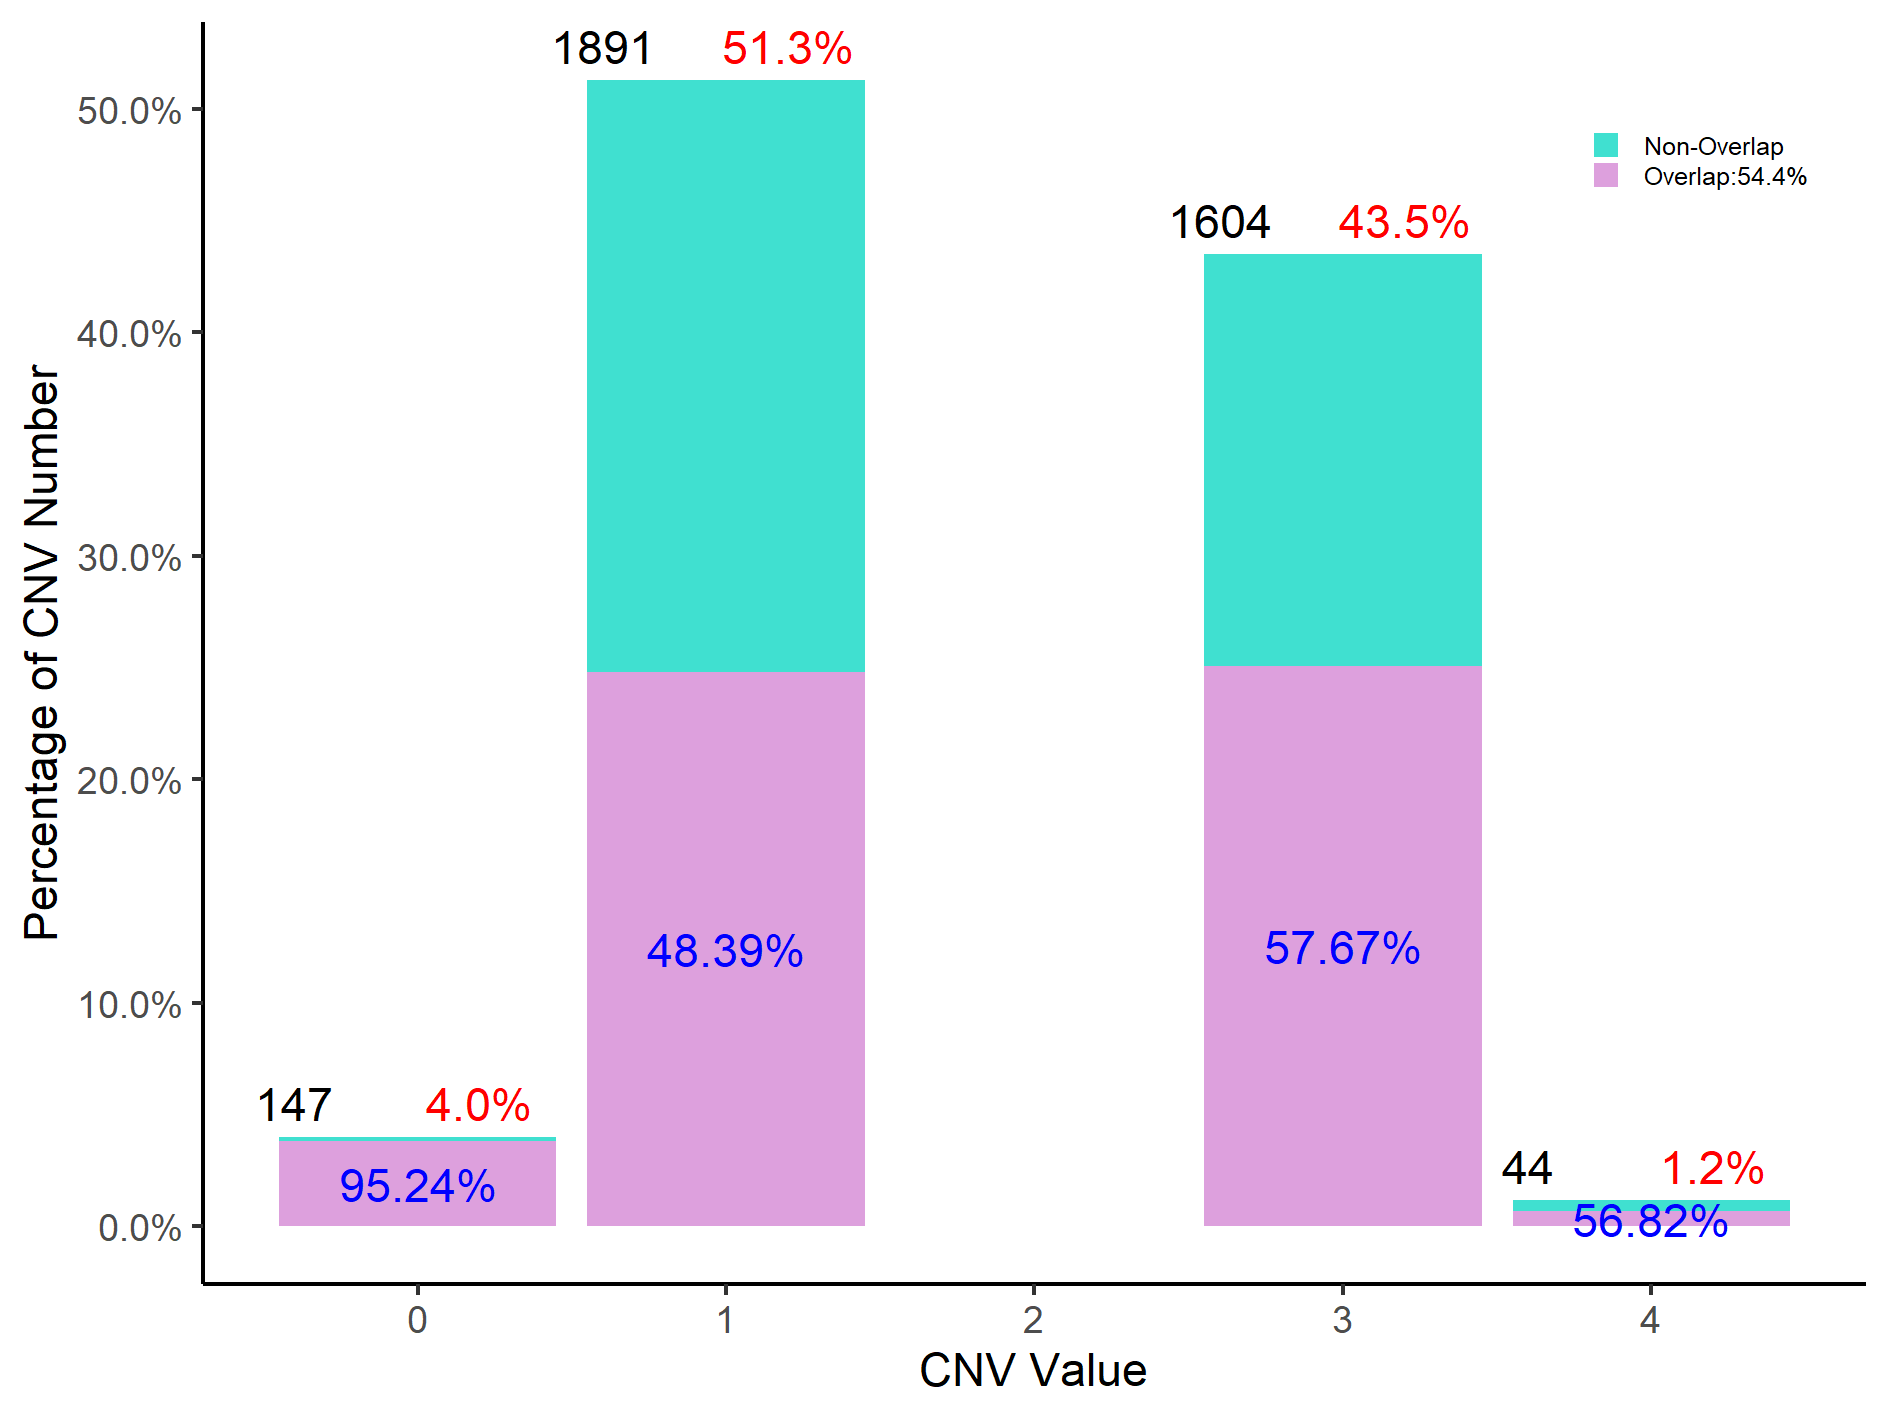 1891 51.3%
50.0%
Non-Overlap
Overlap:54.4%
1604 43.5%
40.0%
30.0%
20.0%
10.0%
0.0%
Percentage of CNV Number
48.39%
57.67%
147 4.0%
95.24%
44 1.2%
56.82%
0 1 2 3 4
CNV Value